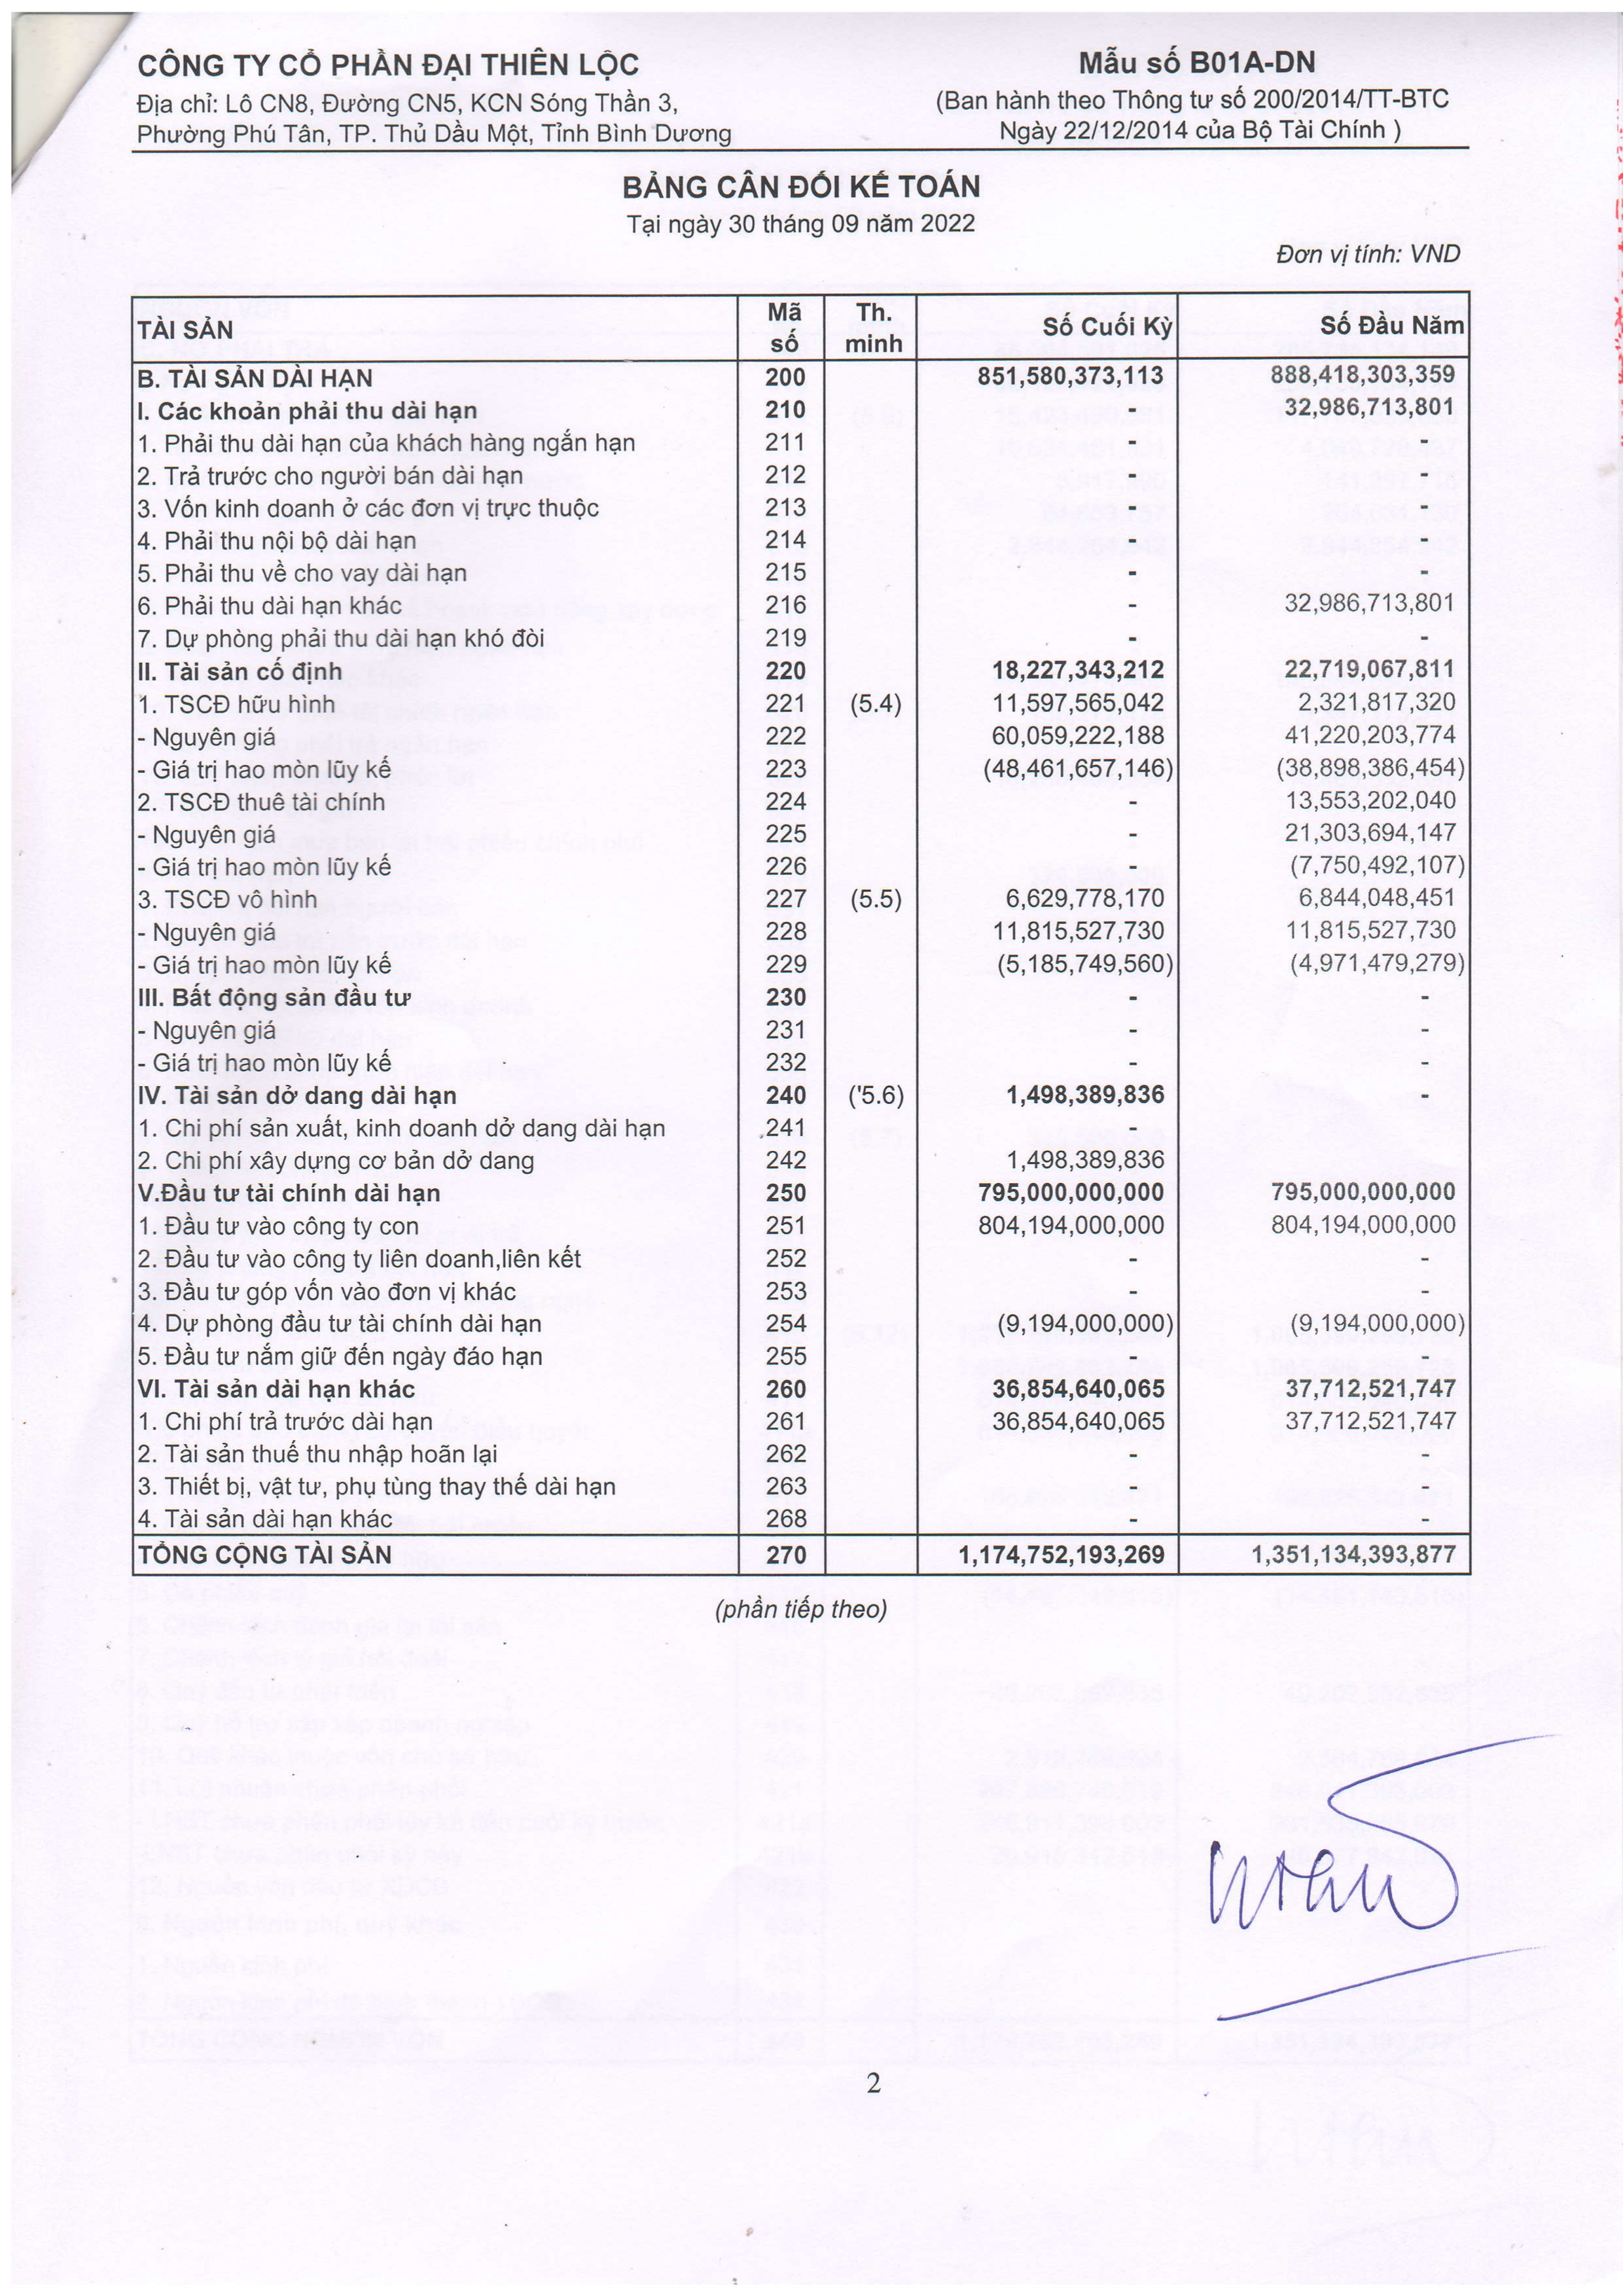 CÔNG TY CỔ PHẦN ĐẠI THIÊN LỘC
Địa chỉ: Lô CN8, Đường CN5, KCN Sóng Thần 3,
Phường Phú Tân, TP. Thủ Dầu Một, Tỉnh Bình Dương
Mẫu số B01A-DN
(Ban hành theo Thông tư số 200/2014/TT-BTC
Ngày 22/12/2014 của Bộ Tài Chính )
BẢNG CÂN ĐỐI KẾ TOÁN
Tại ngày 30 tháng 09 năm 2022
Đơn vị tính: VND
TÀI SẢN Mã số Th. minh Số Cuối Kỳ Số Đầu Năm
B. TÀI SẢN DÀI HẠN 200 851,580,373,113 888,418,303,359
I. Các khoản phải thu dài hạn 210 - 32,986,713,801
1. Phải thu dài hạn của khách hàng ngắn hạn 211 - -
2. Trả trước cho người bán dài hạn 212 - -
3. Vốn kinh doanh ở các đơn vị trực thuộc 213 - -
4. Phải thu nội bộ dài hạn 214 - -
5. Phải thu về cho vay dài hạn 215 - -
6. Phải thu dài hạn khác 216 - 32,986,713,801
7. Dự phòng phải thu dài hạn khó đòi 219 - -
II. Tài sản cố định 220 18,227,343,212 22,719,067,811
1. TSCĐ hữu hình 221 (5.4) 11,597,565,042 2,321,817,320
- Nguyên giá 222 60,059,222,188 41,220,203,774
- Giá trị hao mòn lũy kế 223 (48,461,657,146) (38,898,386,454)
2. TSCĐ thuê tài chính 224 - 13,553,202,040
- Nguyên giá 225 - 21,303,694,147
- Giá trị hao mòn lũy kế 226 - (7,750,492,107)
3. TSCĐ vô hình 227 (5.5) 6,629,778,170 6,844,048,451
- Nguyên giá 228 11,815,527,730 11,815,527,730
- Giá trị hao mòn lũy kế 229 (5,185,749,560) (4,971,479,279)
III. Bất động sản đầu tư 230 - -
- Nguyên giá 231 - -
- Giá trị hao mòn lũy kế 232 - -
IV. Tài sản dở dang dài hạn 240 ('5.6) 1,498,389,836 -
1. Chi phí sản xuất, kinh doanh dở dang dài hạn 241 -
2. Chi phí xây dựng cơ bản dở dang 242 1,498,389,836
V.Đầu tư tài chính dài hạn 250 795,000,000,000 795,000,000,000
1. Đầu tư vào công ty con 251 804,194,000,000 804,194,000,000
2. Đầu tư vào công ty liên doanh,liên kết 252 - -
3. Đầu tư góp vốn vào đơn vị khác 253 - -
4. Dự phòng đầu tư tài chính dài hạn 254 (9,194,000,000) (9,194,000,000)
5. Đầu tư nắm giữ đến ngày đáo hạn 255 - -
VI. Tài sản dài hạn khác 260 36,854,640,065 37,712,521,747
1. Chi phí trả trước dài hạn 261 36,854,640,065 37,712,521,747
2. Tài sản thuế thu nhập hoãn lại 262 - -
3. Thiết bị, vật tư, phụ tùng thay thế dài hạn 263 - -
4. Tài sản dài hạn khác 268 - -
TỔNG CỘNG TÀI SẢN 270 1,174,752,193,269 1,351,134,393,877
(phần tiếp theo)
2